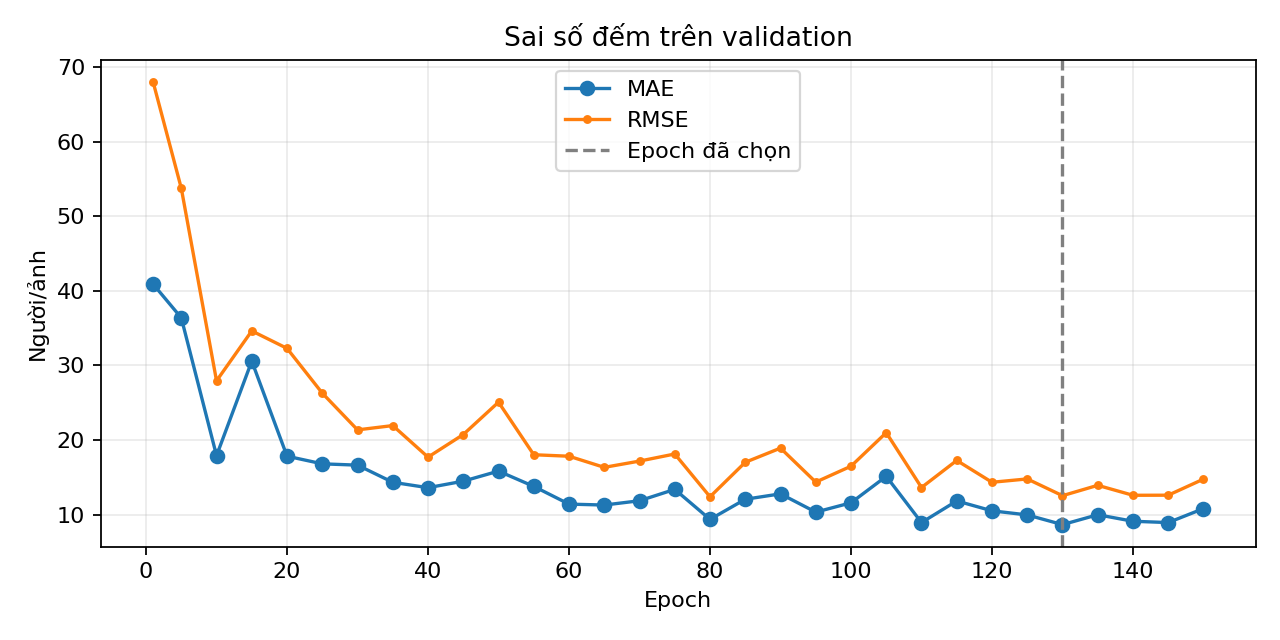 Sai số đếm trên validation
MAE
RMSE
Epoch đã chọn
Người/ảnh
70
60
50
40
30
20
10
0 20 40 60 80 100 120 140
Epoch